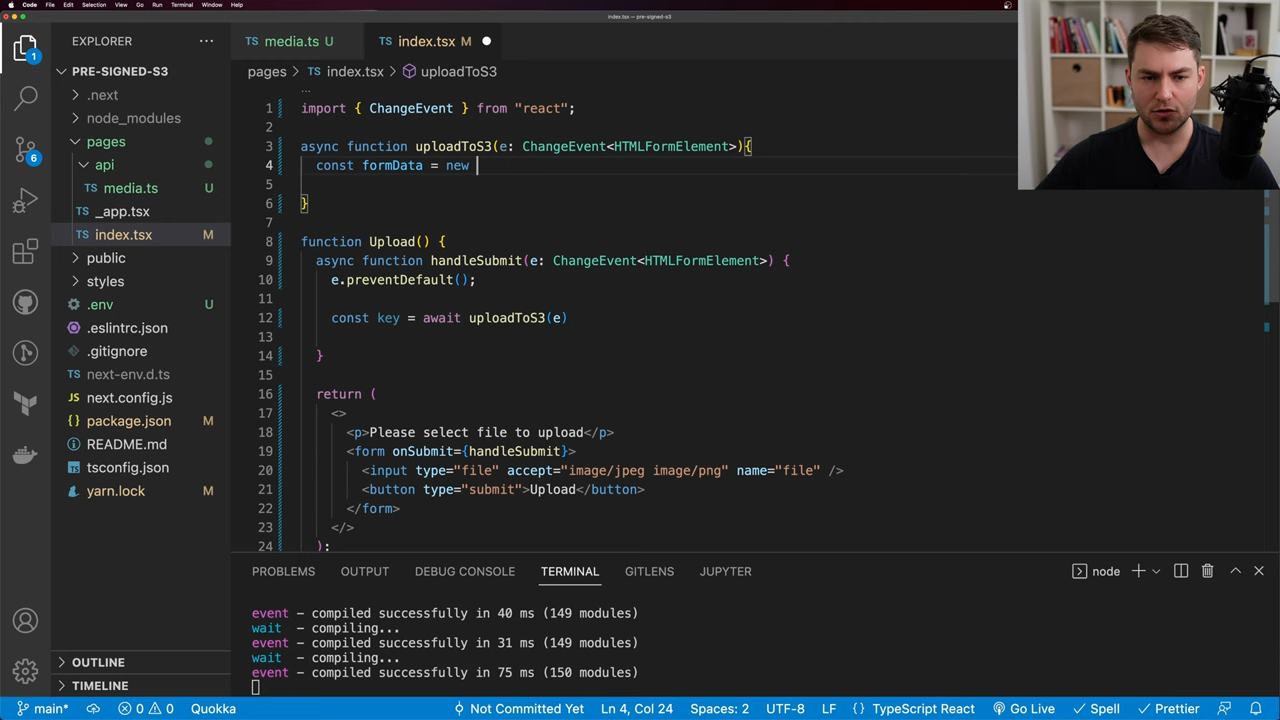 Code File Edit Selection View Go Run Terminal Window Help
index.tsx — pre-signed-s3
EXPLORER
media.ts U
index.tsx M
PRE-SIGNED-S3
pages > index.tsx > uploadToS3
.next
node_modules
pages
api
media.ts U
_app.tsx
index.tsx M
public
styles
.env U
.eslintrc.json
.gitignore
next-env.d.ts
next.config.js
package.json M
README.md
tsconfig.json
yarn.lock M
OUTLINE
TIMELINE
1 import { ChangeEvent } from "react";
2
3 async function uploadToS3(e: ChangeEvent<HTMLFormElement>){
4 const formData = new
5
6 }
7
8 function Upload() {
9 async function handleSubmit(e: ChangeEvent<HTMLFormElement>) {
10 e.preventDefault();
11
12 const key = await uploadToS3(e)
13
14 }
15
16 return (
17 <>
18 <p>Please select file to upload</p>
19 <form onSubmit={handleSubmit}>
20 <input type="file" accept="image/jpeg image/png" name="file" />
21 <button type="submit">Upload</button>
22 </form>
23 </>
24 );
PROBLEMS OUTPUT DEBUG CONSOLE TERMINAL GITLENS JUPYTER
node
event - compiled successfully in 40 ms (149 modules)
wait - compiling...
event - compiled successfully in 31 ms (149 modules)
wait - compiling...
event - compiled successfully in 75 ms (150 modules)
1
6
main* 0 0 Quokka Not Committed Yet Ln 4, Col 24 Spaces: 2 UTF-8 LF TypeScript React Go Live Spell Prettier